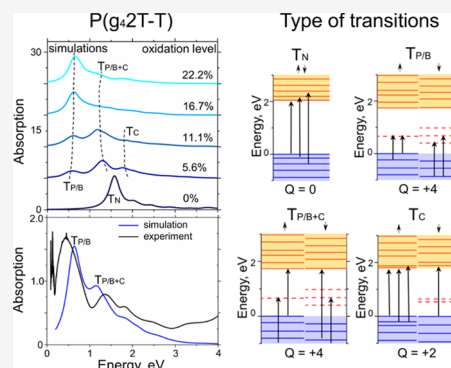 P(g₄2T-T)
Type of transitions
simulations
oxidation level
30
22.2%
T_P/B+C
16.7%
15
11.1%
T_C
5.6%
T_P/B
T_N
0%
0
Absorption
2.0
T_P/B
simulation
experiment
T_P/B+C
1.0
0.0
Absorption
0 1 2 3 4
Energy, eV
T_N
Energy, eV
2
0
Q = 0
T_P/B
Energy, eV
2
0
Q = +4
T_P/B+C
Energy, eV
2
0
Q = +4
T_C
Energy, eV
2
0
Q = +2